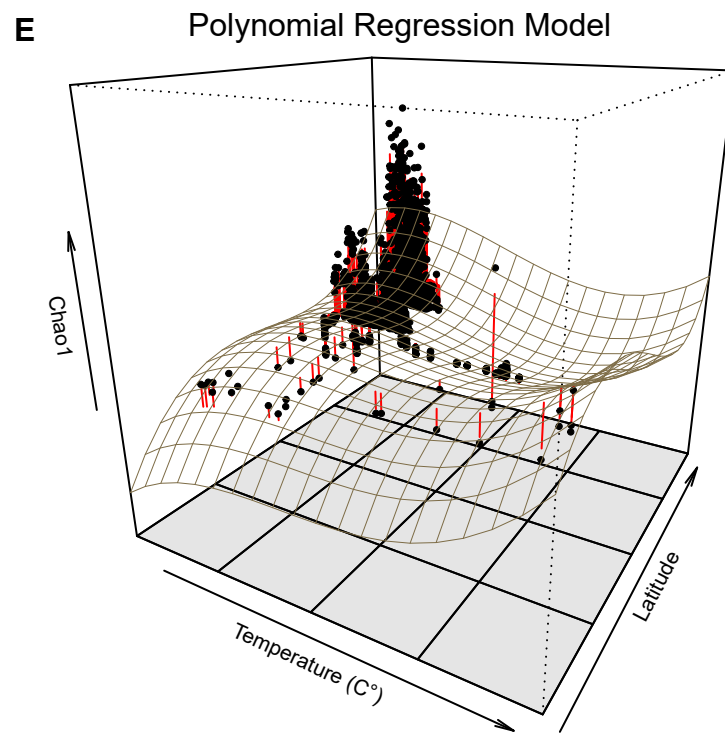 E
Polynomial Regression Model
Chao1
Temperature (C°)
Latitude